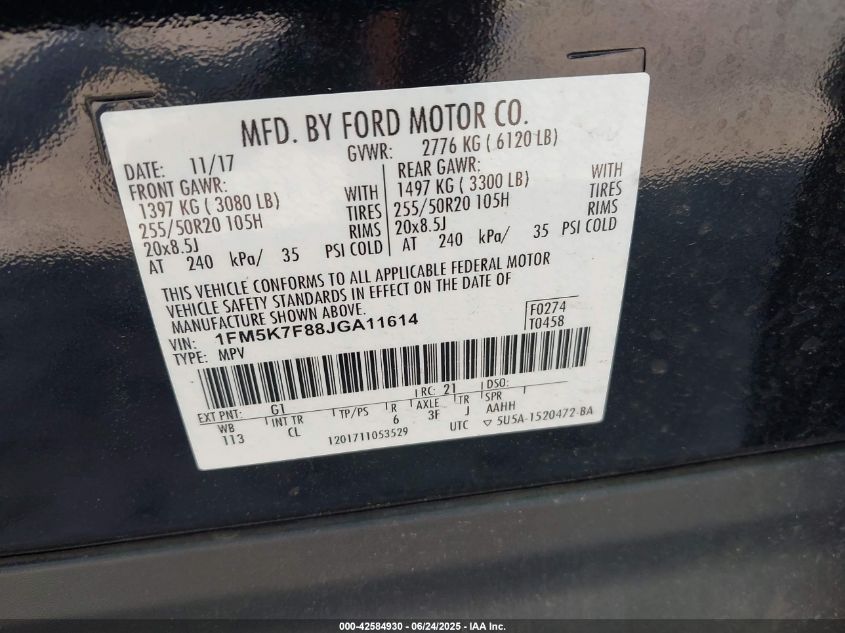 MFD. BY FORD MOTOR CO.
DATE: 11/17 GVWR: 2776 KG ( 6120 LB)
FRONT GAWR: REAR GAWR:
1397 KG ( 3080 LB) WITH 1497 KG ( 3300 LB) WITH
255/50R20 105H TIRES 255/50R20 105H TIRES
20x8.5J RIMS 20x8.5J RIMS
AT 240 kPa/ 35 PSI COLD AT 240 kPa/ 35 PSI COLD
THIS VEHICLE CONFORMS TO ALL APPLICABLE FEDERAL MOTOR
VEHICLE SAFETY STANDARDS IN EFFECT ON THE DATE OF
MANUFACTURE SHOWN ABOVE. F0274
VIN: 1FM5K7F88JGA11614 T0458
TYPE: MPV
EXT PNT: G1 RC: 21 DSO:
WB INT TR TP/PS R AXLE TR SPR
113 CL 6 3F J AAHH
1201711053529 UTC ▽ 5U5A-1520472-BA
000-42584930 - 06/24/2025 - IAA Inc.